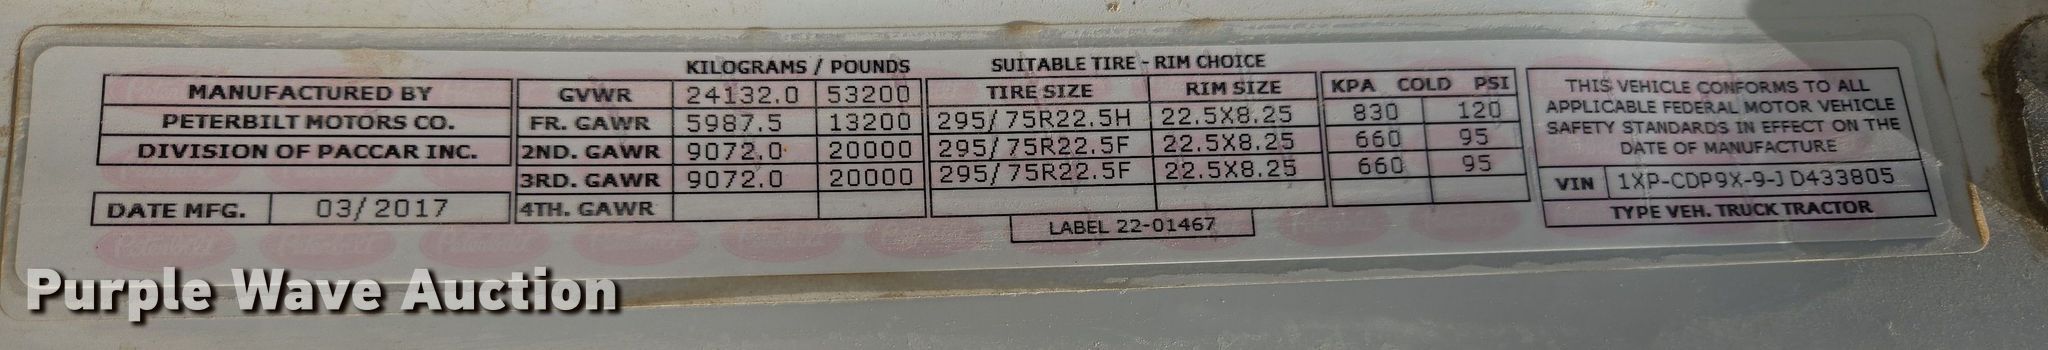 KILOGRAMS / POUNDS SUITABLE TIRE - RIM CHOICE
MANUFACTURED BY GVWR 24132.0 53200 TIRE SIZE RIM SIZE KPA COLD PSI
PETERBILT MOTORS CO. FR. GAWR 5987.5 13200 295/75R22.5H 22.5X8.25 830 120
DIVISION OF PACCAR INC. 2ND. GAWR 9072.0 20000 295/75R22.5F 22.5X8.25 660 95
3RD. GAWR 9072.0 20000 295/75R22.5F 22.5X8.25 660 95
DATE MFG. 03/2017 4TH. GAWR
LABEL 22-01467
THIS VEHICLE CONFORMS TO ALL
APPLICABLE FEDERAL MOTOR VEHICLE
SAFETY STANDARDS IN EFFECT ON THE
DATE OF MANUFACTURE
VIN 1XP-CDP9X-9-JD433805
TYPE VEH. TRUCK TRACTOR
Purple Wave Auction